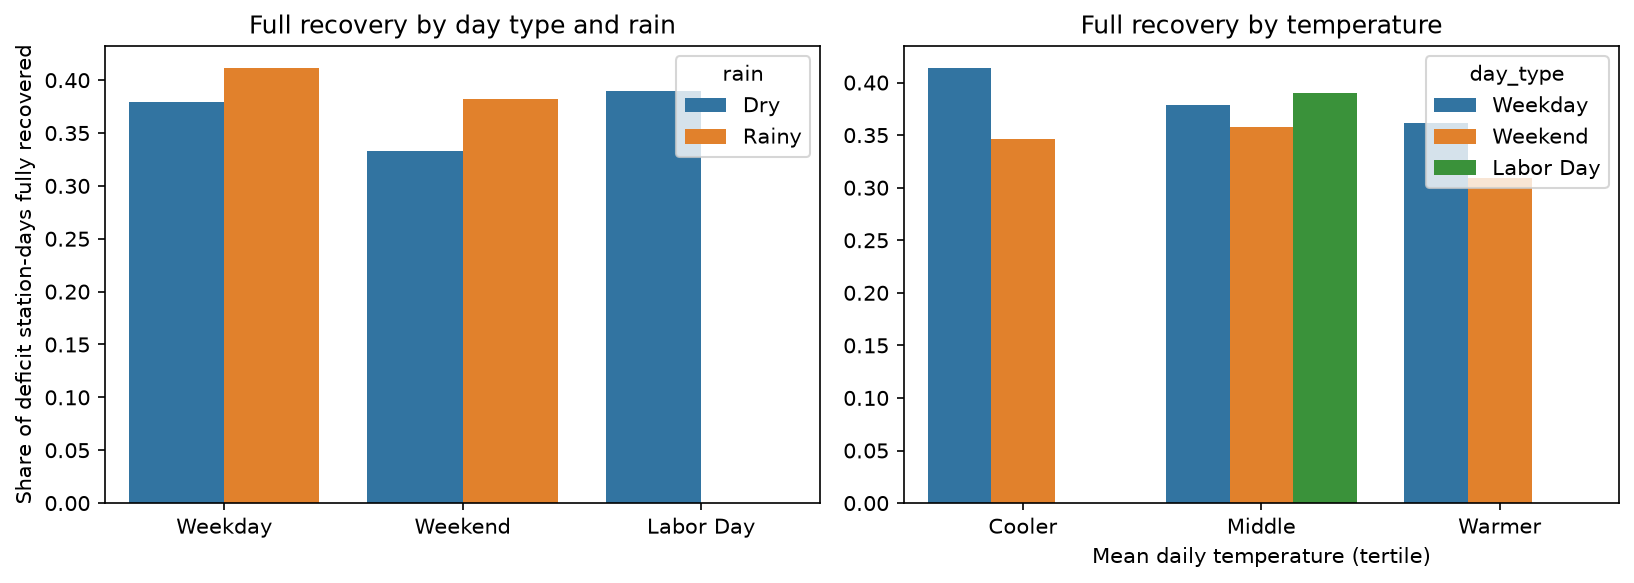 Full recovery by day type and rain
Share of deficit station-days fully recovered
0.40
0.35
0.30
0.25
0.20
0.15
0.10
0.05
0.00
rain
Dry
Rainy
Weekday
Weekend
Labor Day
Full recovery by temperature
0.40
0.35
0.30
0.25
0.20
0.15
0.10
0.05
0.00
day_type
Weekday
Weekend
Labor Day
Cooler
Middle
Warmer
Mean daily temperature (tertile)